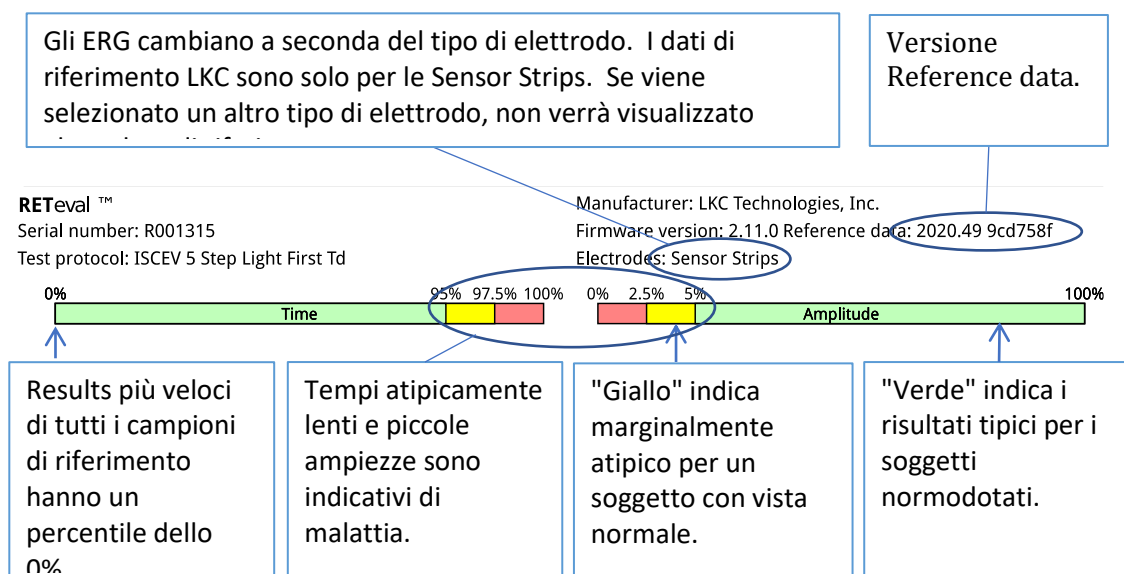 Gli ERG cambiano a seconda del tipo di elettrodo. I dati di
riferimento LKC sono solo per le Sensor Strips. Se viene
selezionato un altro tipo di elettrodo, non verrà visualizzato
Versione
Reference data.
RETeval ™
Serial number: R001315
Test protocol: ISCEV 5 Step Light First Td
Manufacturer: LKC Technologies, Inc.
Firmware version: 2.11.0 Reference data: 2020.49 9cd758f
Electrodes: Sensor Strips
0% 95% 97.5% 100% 0% 2.5% 5% 100%
Time Amplitude
Results più veloci
di tutti i campioni
di riferimento
hanno un
percentile dello
0%
Tempi atipicamente
lenti e piccole
ampiezze sono
indicativi di
malattia.
"Giallo" indica
marginalmente
atipico per un
soggetto con vista
normale.
"Verde" indica i
risultati tipici per i
soggetti
normodotati.